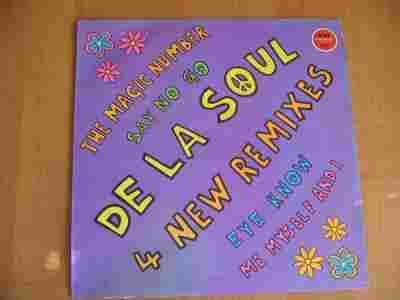 THE MAGIC NUMBER
SAY NO GO
DE LA SOUL
4 NEW REMIXES
EYE KNOW
ME MYSELF AND I